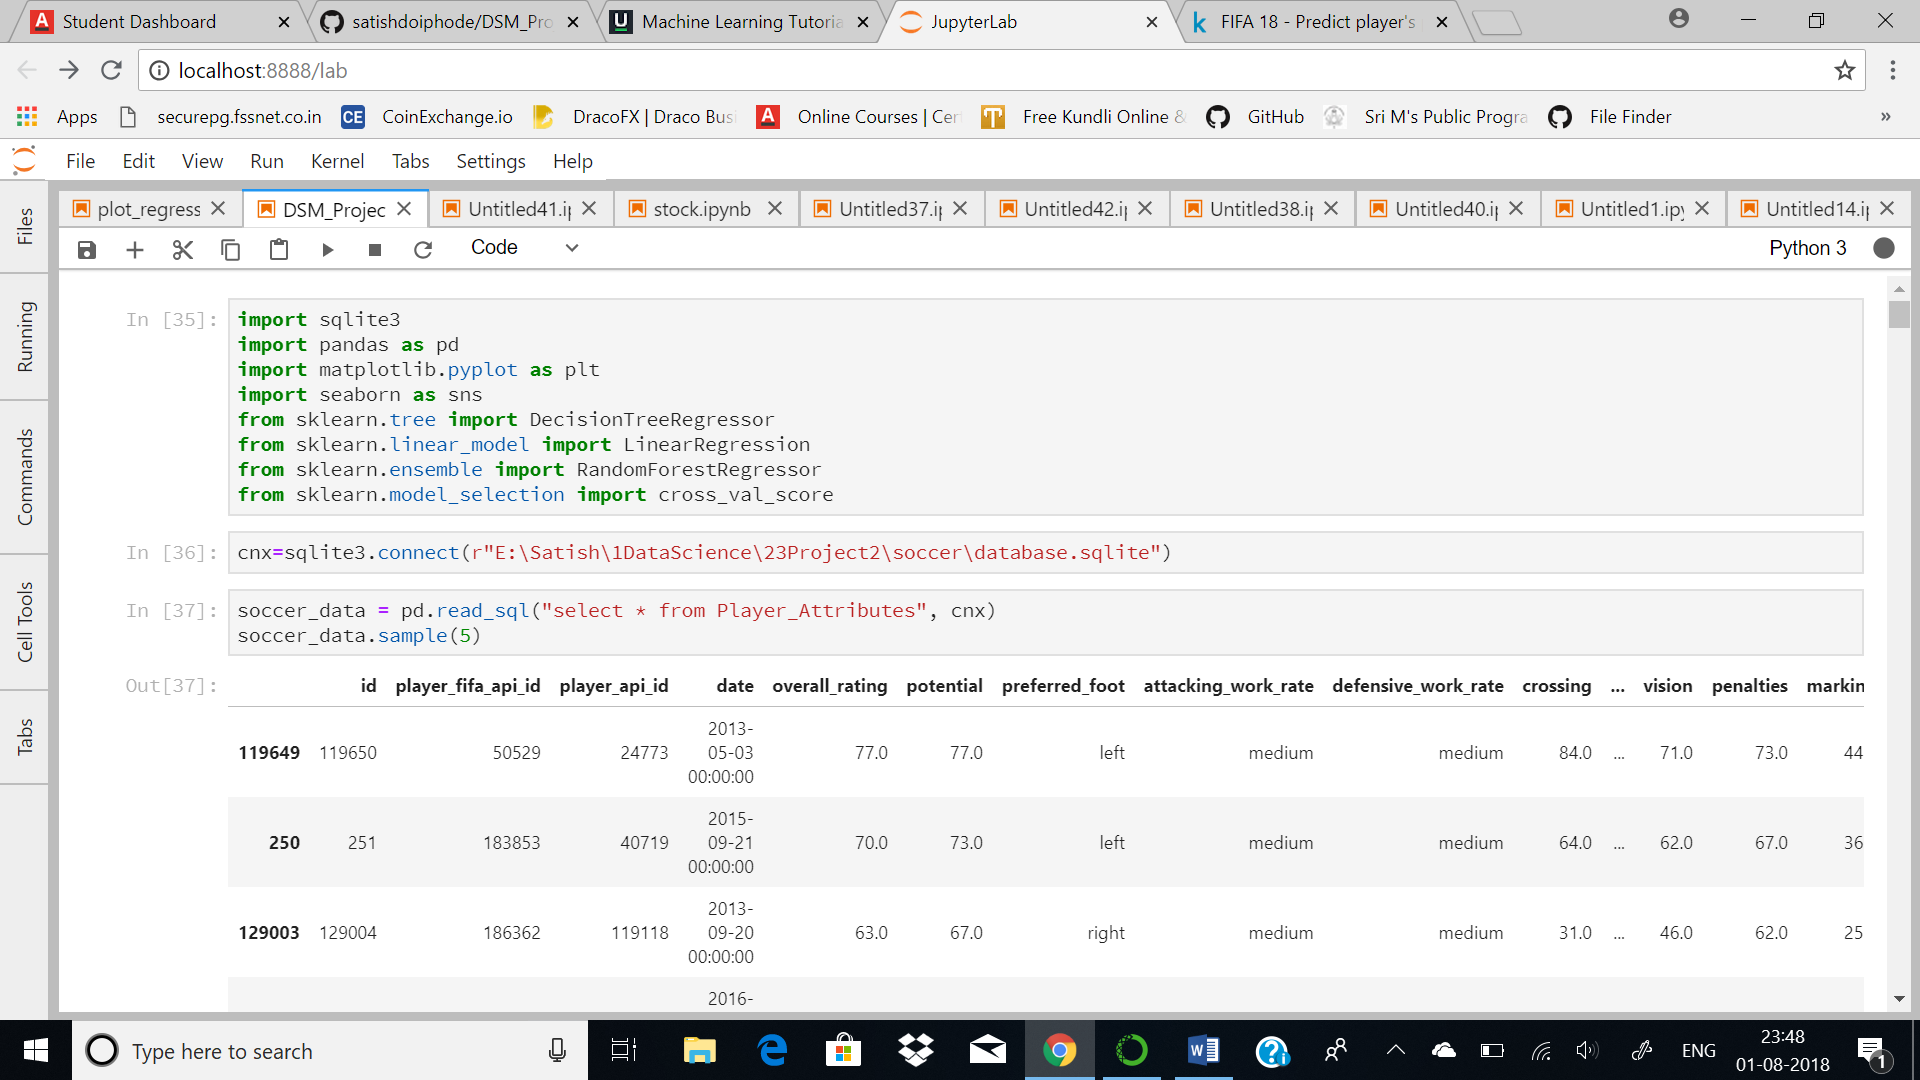 Student Dashboard
satishdoiphode/DSM_Pro
Machine Learning Tutoria
JupyterLab
FIFA 18 - Predict player's
localhost:8888/lab
Apps
securepg.fssnet.co.in
CE CoinExchange.io
DracoFX | Draco Busi
Online Courses | Cert
Free Kundli Online &
GitHub
Sri M's Public Progra
File Finder
»
File Edit View Run Kernel Tabs Settings Help
plot_regress
DSM_Projec
Untitled41.ip
stock.ipynb
Untitled37.ip
Untitled42.ip
Untitled38.ip
Untitled40.ip
Untitled1.ipy
Untitled14.ip
Code
Python 3
Files
Running
Commands
Cell Tools
Tabs
In [35]:
import sqlite3
import pandas as pd
import matplotlib.pyplot as plt
import seaborn as sns
from sklearn.tree import DecisionTreeRegressor
from sklearn.linear_model import LinearRegression
from sklearn.ensemble import RandomForestRegressor
from sklearn.model_selection import cross_val_score
In [36]: cnx=sqlite3.connect(r"E:\Satish\1DataScience\23Project2\soccer\database.sqlite")
In [37]: soccer_data = pd.read_sql("select * from Player_Attributes", cnx)
soccer_data.sample(5)
Out[37]:
id player_fifa_api_id player_api_id date overall_rating potential preferred_foot attacking_work_rate defensive_work_rate crossing ... vision penalties markin
119649 119650 50529 24773 2013-05-03 00:00:00 77.0 77.0 left medium medium 84.0 ... 71.0 73.0 44
250 251 183853 40719 2015-09-21 00:00:00 70.0 73.0 left medium medium 64.0 ... 62.0 67.0 36
129003 129004 186362 119118 2013-09-20 00:00:00 63.0 67.0 right medium medium 31.0 ... 46.0 62.0 25
2016-
Type here to search
ENG
23:48
01-08-2018
1